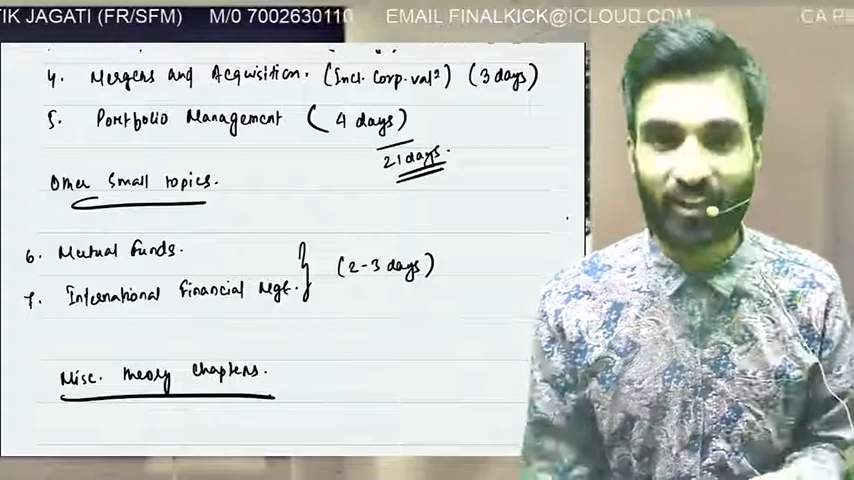 TIK JAGATI (FR/SFM) M/0 7002630110 EMAIL FINALKICK@ICLOUD.COM CA P
4. Mergers and Acquisition. (Incl. Corp. valⁿ) (3 days)
5. Portfolio Management (4 days)
21 days.
Other Small topics.
6. Mutual Funds.
7. International Financial Mgt. } (2-3 days)
Misc. theory chapters.